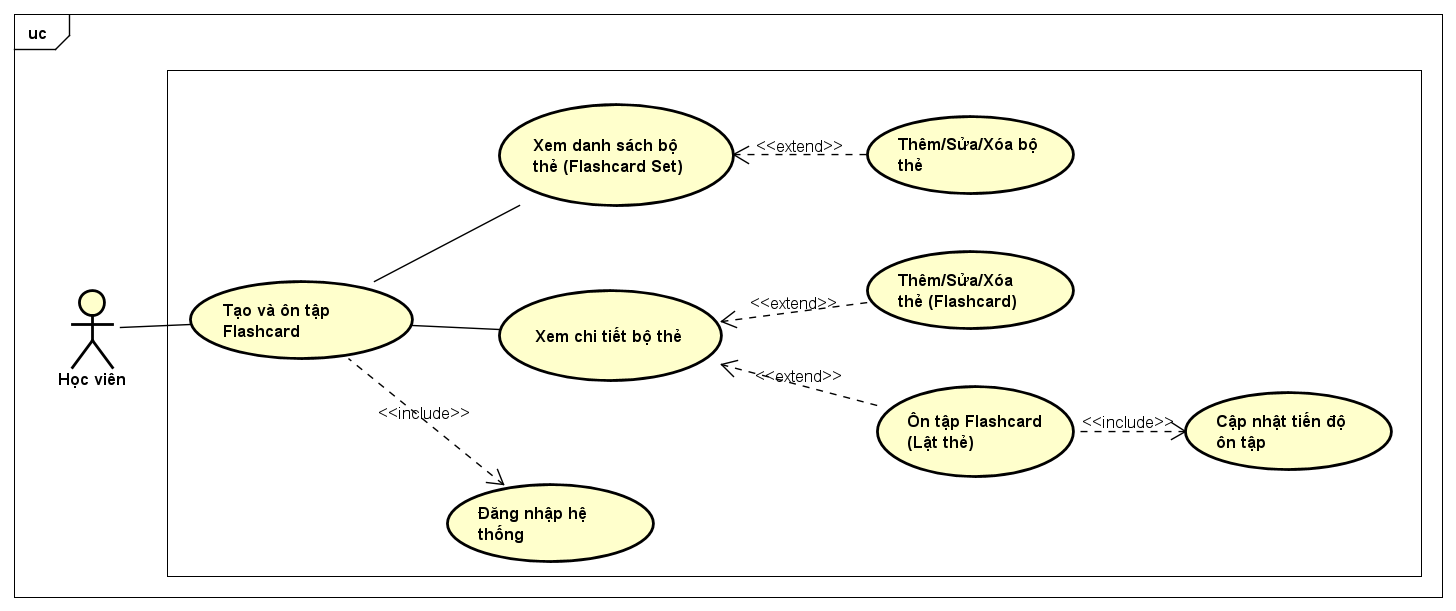 uc
Xem danh sách bộ
thẻ (Flashcard Set)
<<extend>>
Thêm/Sửa/Xóa bộ
thẻ
Học viên
Tạo và ôn tập
Flashcard
Xem chi tiết bộ thẻ
<<extend>>
Thêm/Sửa/Xóa
thẻ (Flashcard)
<<extend>>
Ôn tập Flashcard
(Lật thẻ)
<<include>>
Cập nhật tiến độ
ôn tập
<<include>>
Đăng nhập hệ
thống